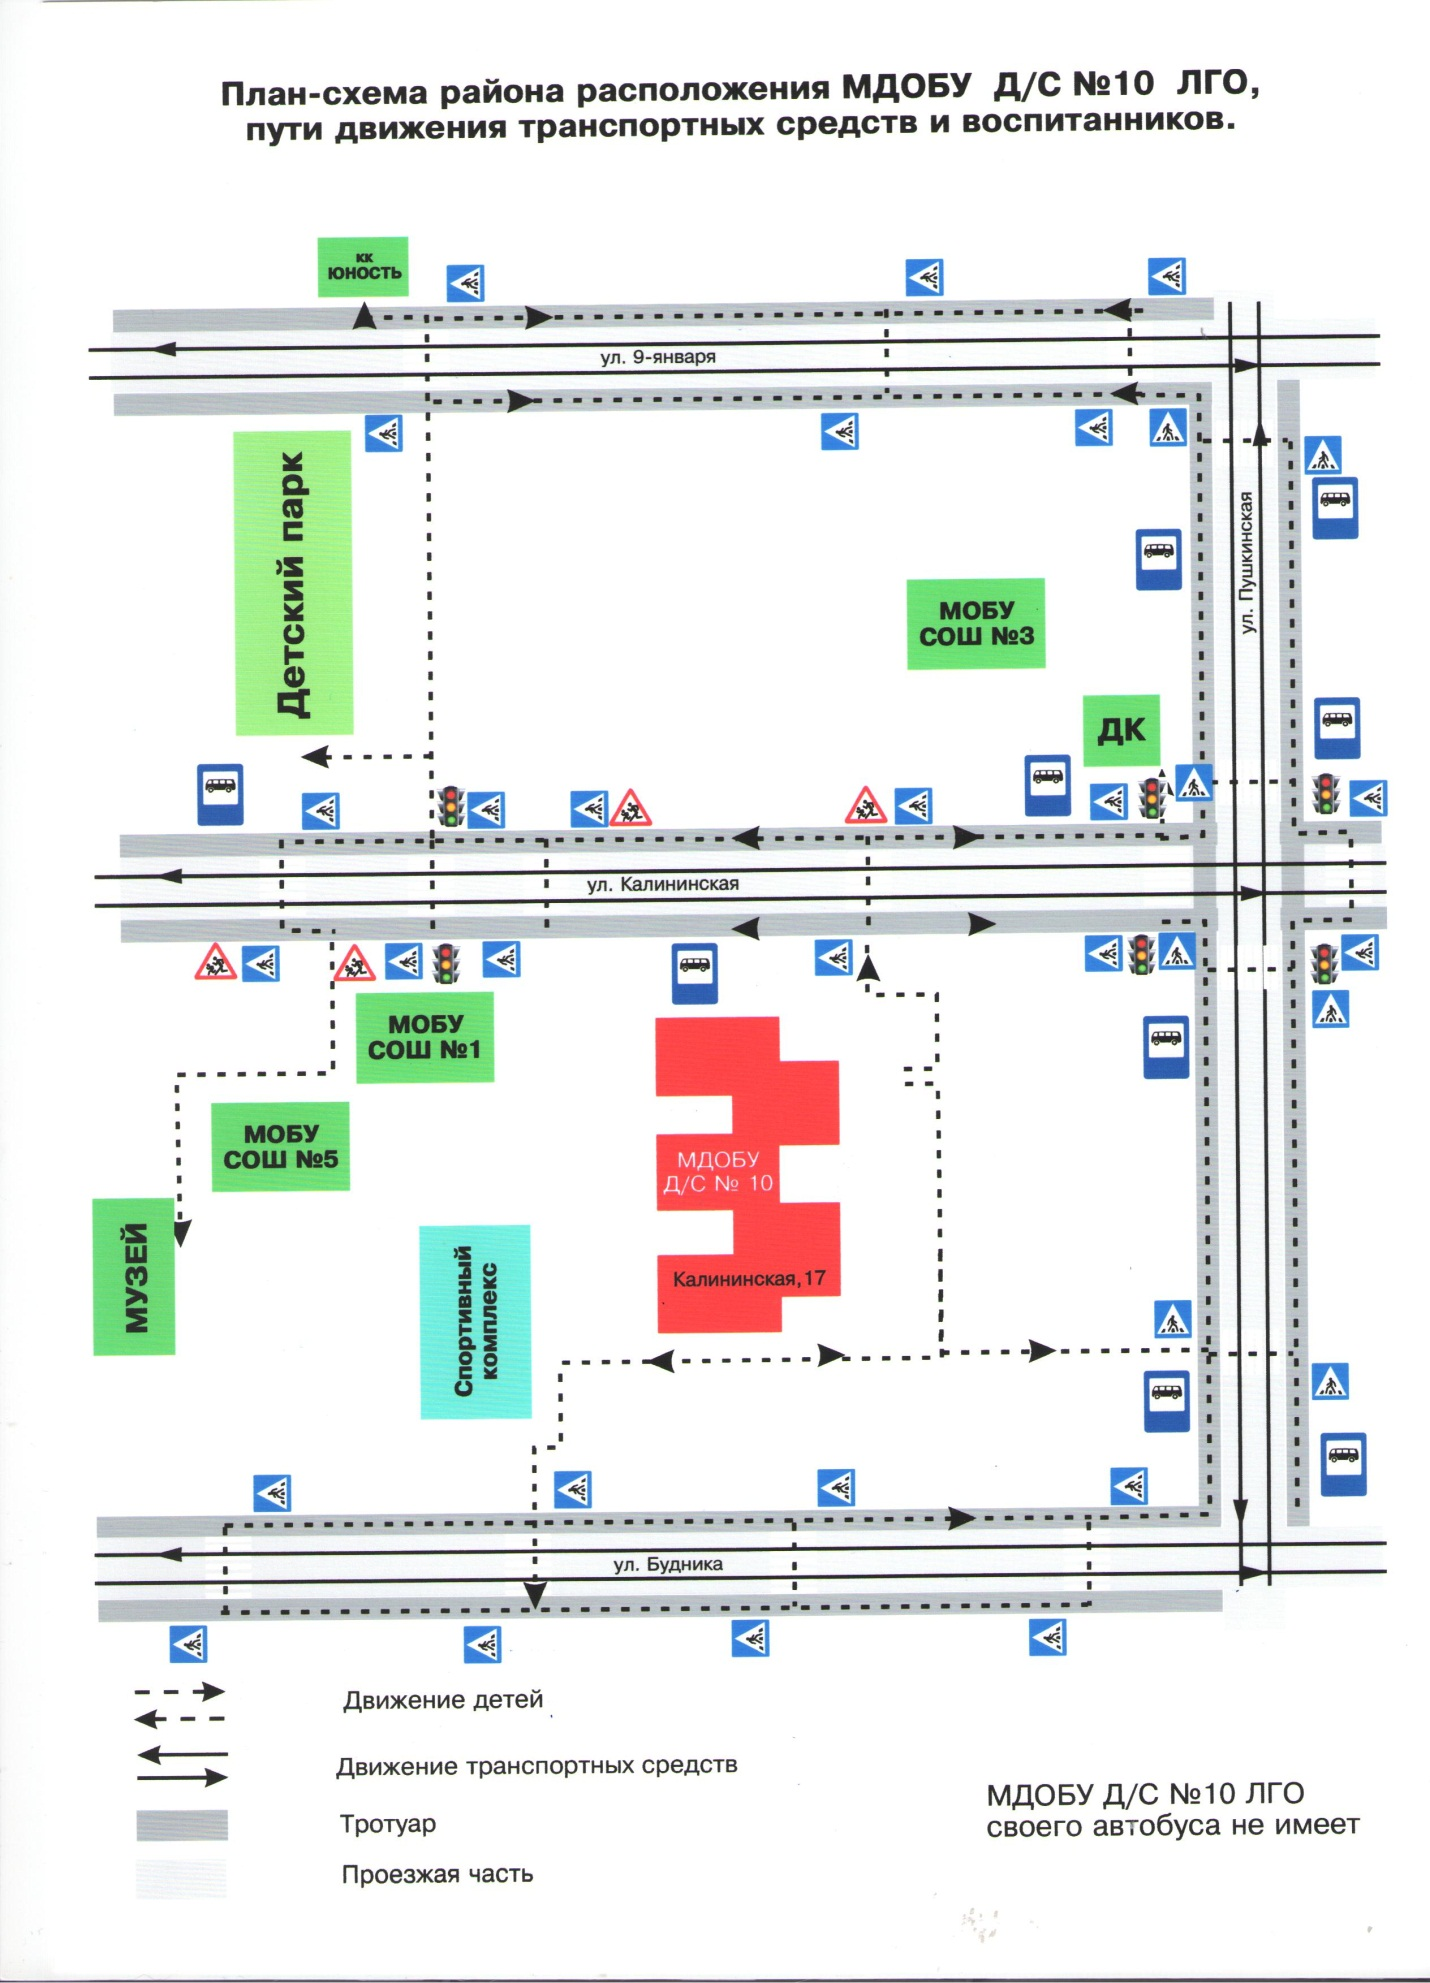 План-схема района расположения МДОБУ Д/С №10 ЛГО,
пути движения транспортных средств и воспитанников.
кк
ЮНОСТЬ
ул. 9-января
Детский парк
ул. Пушкинская
МОБУ
СОШ №3
ДК
ул. Калининская
МОБУ
СОШ №1
МОБУ
СОШ №5
МДОБУ
Д/С № 10
МУЗЕЙ
Спортивный
комплекс
Калининская,17
ул. Будника
Движение детей
Движение транспортных средств
Тротуар
Проезжая часть
МДОБУ Д/С №10 ЛГО
своего автобуса не имеет